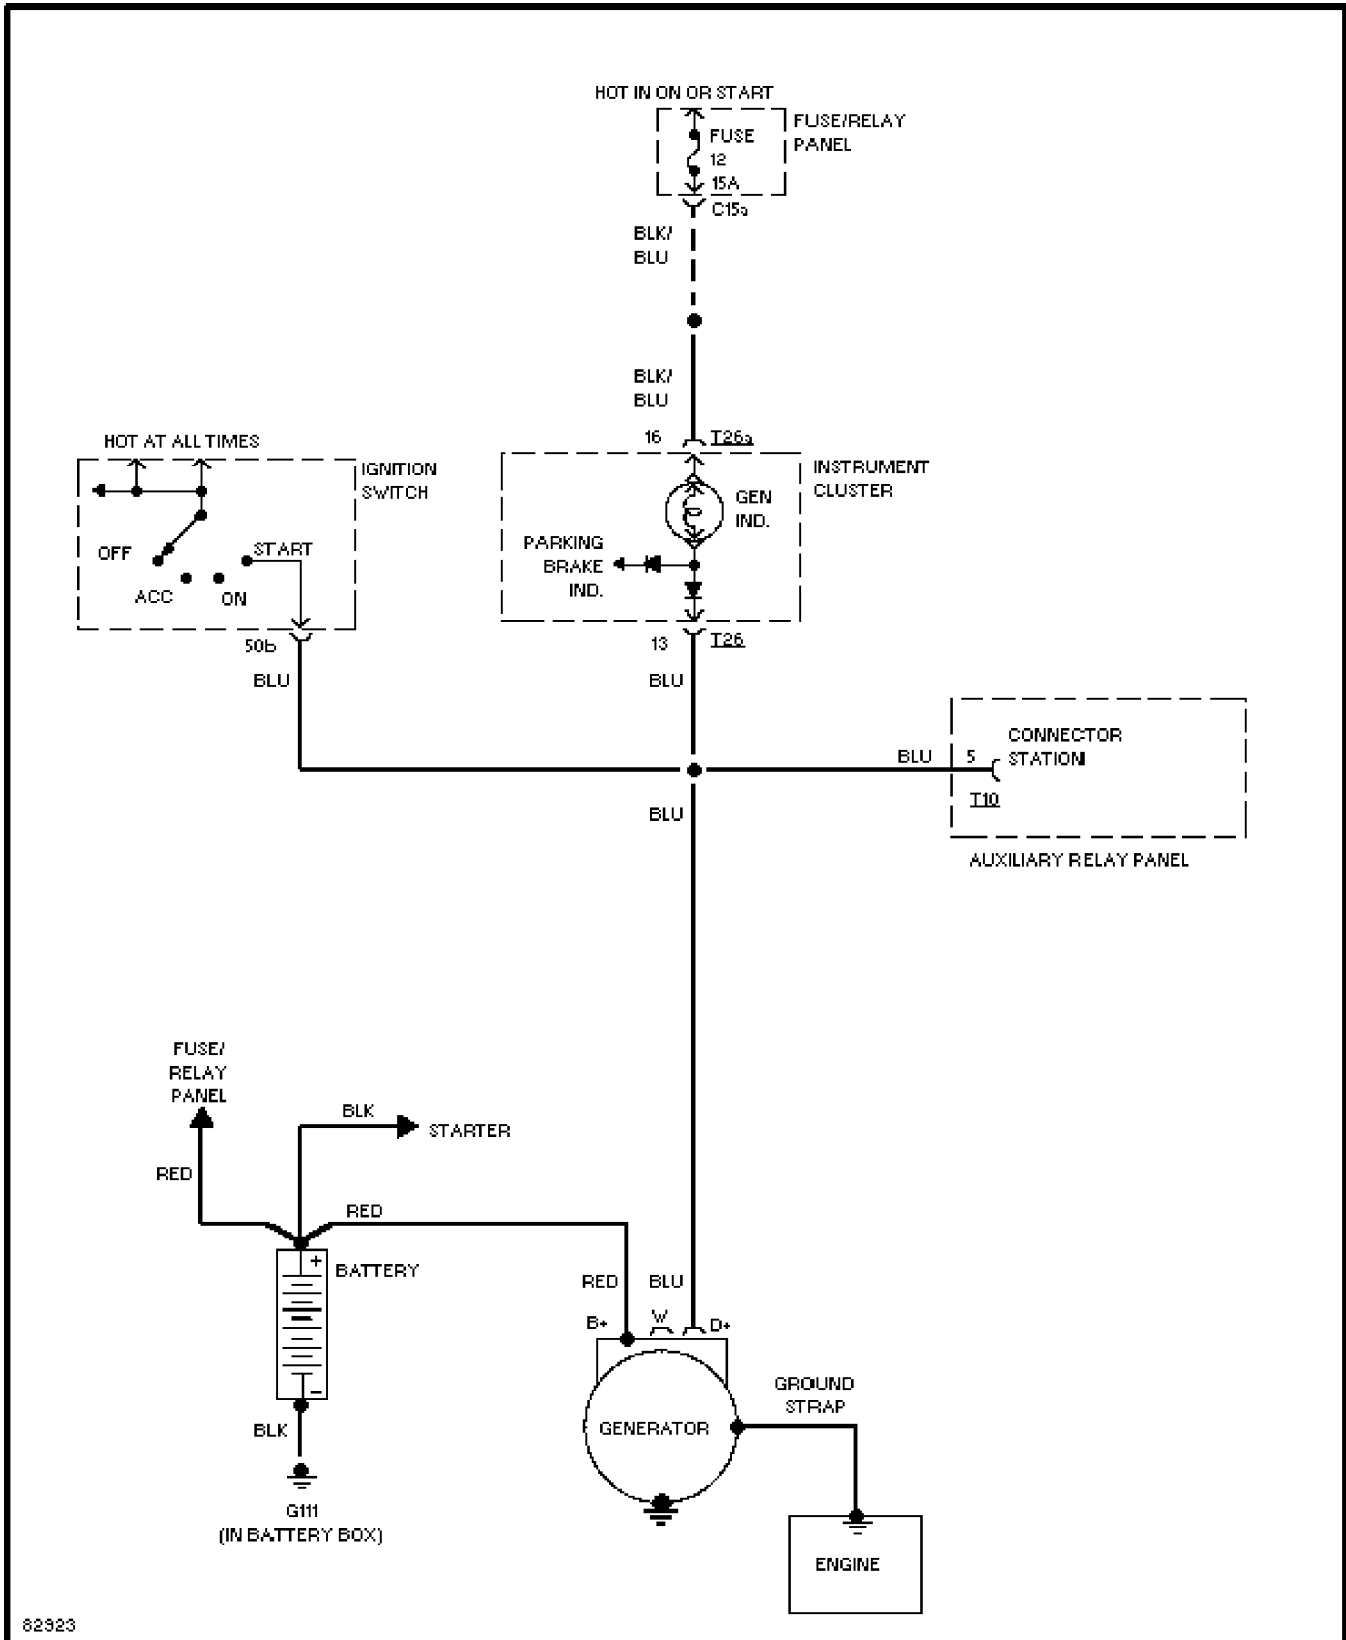 HOT IN ON OR START
FUSE/RELAY
PANEL
FUSE
12
15A
C15a
BLK/
BLU
BLK/
BLU
16
T26a
HOT AT ALL TIMES
IGNITION
SWITCH
INSTRUMENT
CLUSTER
GEN
IND.
OFF
START
PARKING
BRAKE
IND.
ACC
ON
50b
13
T26
BLU
BLU
BLU
5
CONNECTOR
STATION
T10
BLU
AUXILIARY RELAY PANEL
FUSE/
RELAY
PANEL
BLK
STARTER
RED
RED
BATTERY
+
RED
BLU
B+
W
D+
GROUND
STRAP
-
BLK
GENERATOR
G111
(IN BATTERY BOX)
ENGINE
82923